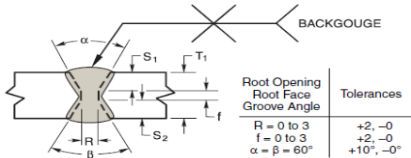 BACKGOUGE
α
S1
T1
R
S2
f
β
Root Opening
Root Face
Groove Angle
Tolerances
R = 0 to 3 +2, –0
f = 0 to 3 +2, –0
α = β = 60° +10°, –0°